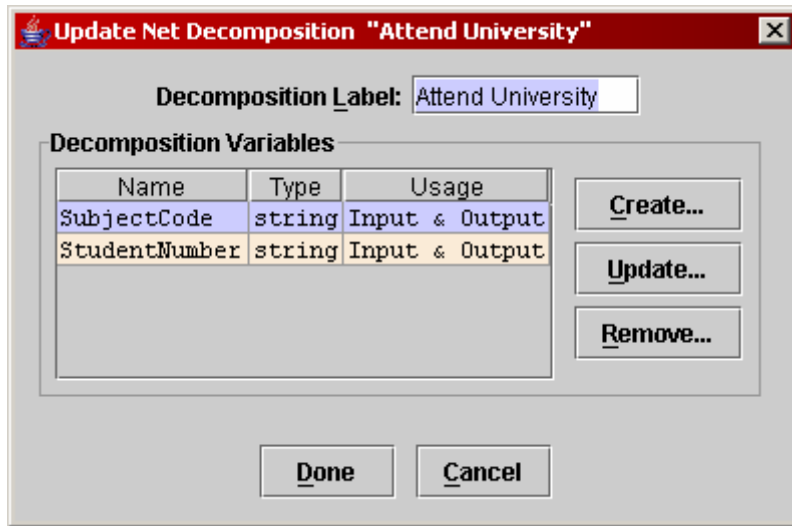 Update Net Decomposition "Attend University"
Decomposition Label: Attend University
Decomposition Variables
Name Type Usage
SubjectCode string Input & Output
StudentNumber string Input & Output
Create...
Update...
Remove...
Done Cancel